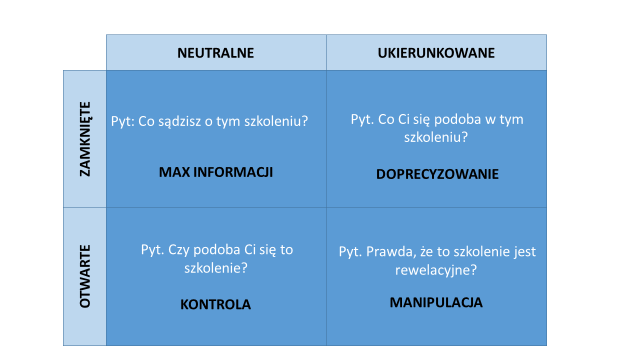 NEUTRALNE
UKIERUNKOWANE
ZAMKNIĘTE
Pyt: Co sądzisz o tym szkoleniu?
MAX INFORMACJI
Pyt. Co Ci się podoba w tym
szkoleniu?
DOPRECYZOWANIE
OTWARTE
Pyt. Czy podoba Ci się to
szkolenie?
KONTROLA
Pyt. Prawda, że to szkolenie jest
rewelacyjne?
MANIPULACJA